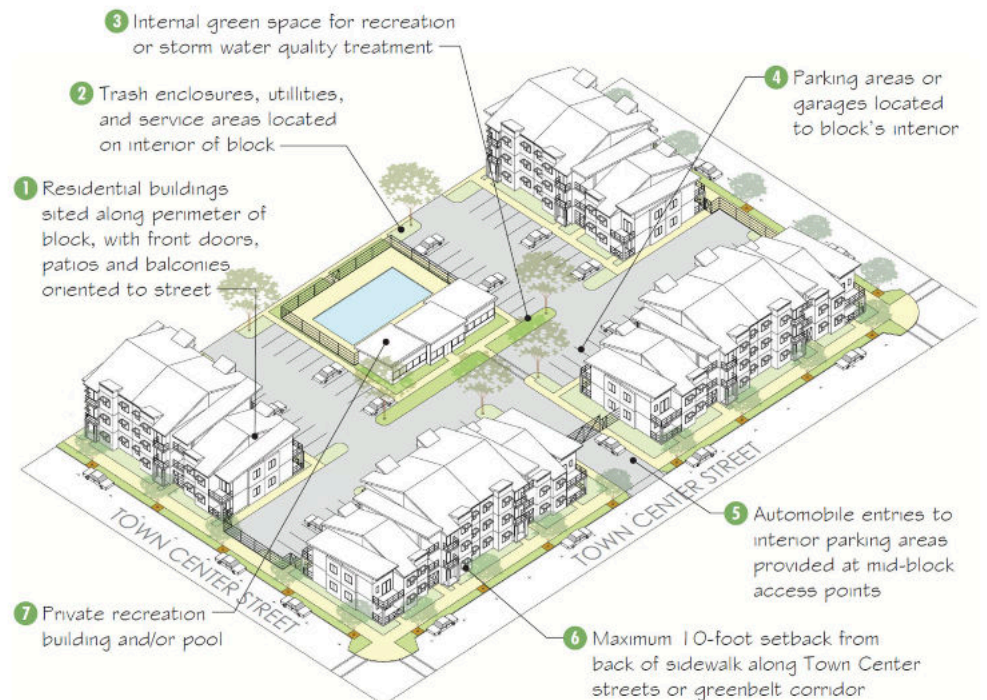 3 Internal green space for recreation
or storm water quality treatment
2 Trash enclosures, utillities,
and service areas located
on interior of block
4 Parking areas or
garages located
to block's interior
1 Residential buildings
sited along perimeter of
block, with front doors,
patios and balconies
oriented to street
TOWN CENTER STREET
TOWN CENTER STREET
5 Automobile entries to
interior parking areas
provided at mid-block
access points
7 Private recreation
building and/or pool
6 Maximum 10-foot setback from
back of sidewalk along Town Center
streets or greenbelt corridor